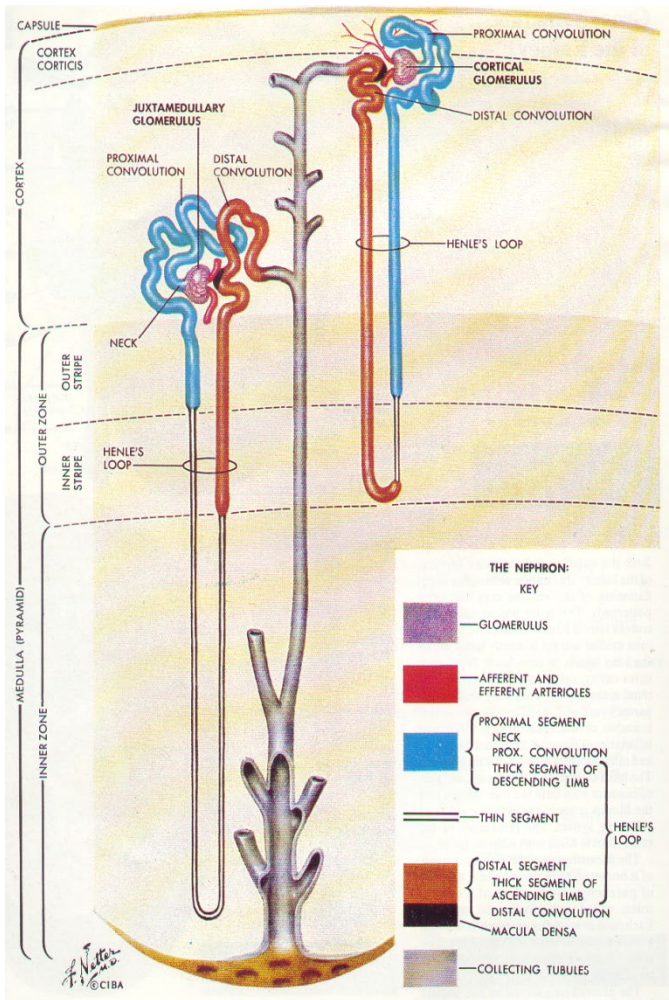 CAPSULE
CORTEX
CORTICIS
PROXIMAL CONVOLUTION
CORTICAL
GLOMERULUS
DISTAL CONVOLUTION
JUXTAMEDULLARY
GLOMERULUS
PROXIMAL
CONVOLUTION
DISTAL
CONVOLUTION
CORTEX
HENLE'S LOOP
NECK
OUTER
STRIPE
OUTER ZONE
HENLE'S
LOOP
INNER
STRIPE
MEDULLA (PYRAMID)
INNER ZONE
THE NEPHRON:
KEY
GLOMERULUS
AFFERENT AND
EFFERENT ARTERIOLES
PROXIMAL SEGMENT
NECK
PROX. CONVOLUTION
THICK SEGMENT OF
DESCENDING LIMB
THIN SEGMENT
HENLE'S
LOOP
DISTAL SEGMENT
THICK SEGMENT OF
ASCENDING LIMB
DISTAL CONVOLUTION
MACULA DENSA
COLLECTING TUBULES
F. Netter
M.D.
©CIBA